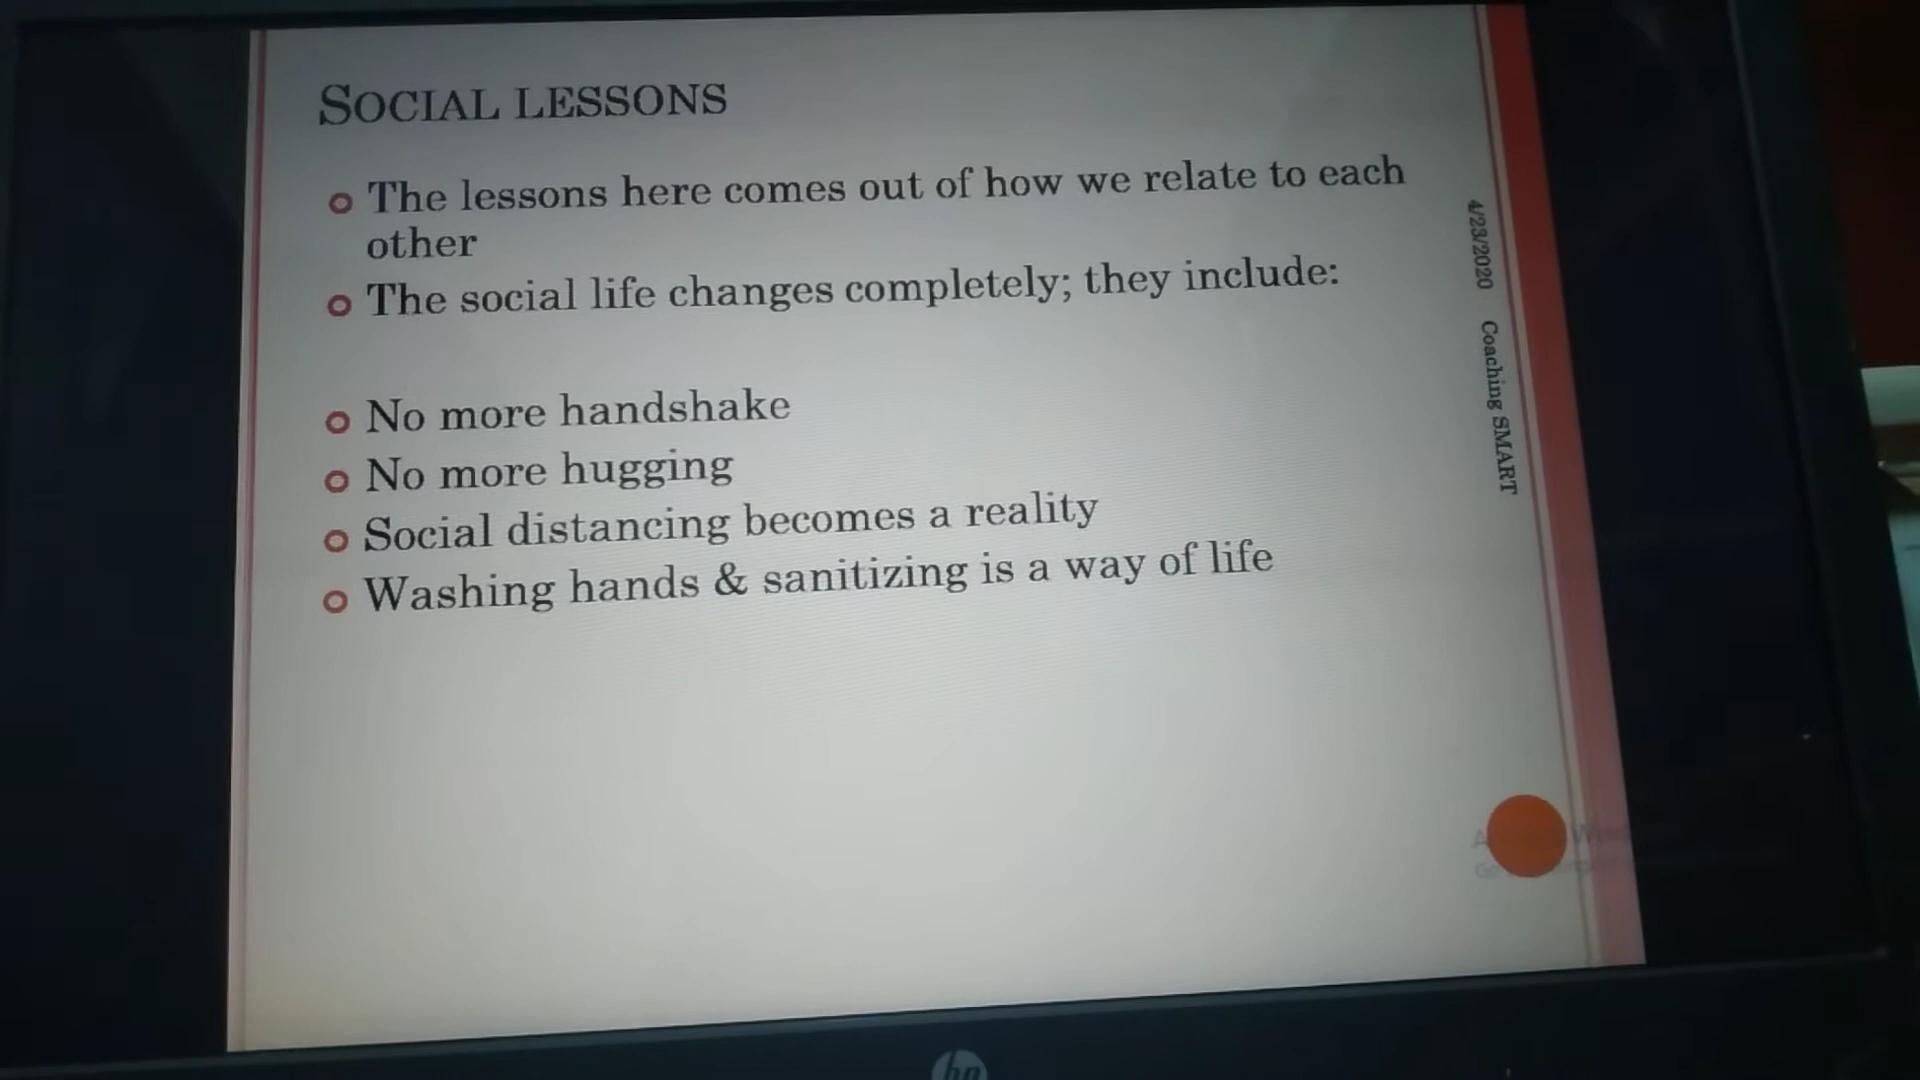 SOCIAL LESSONS
The lessons here comes out of how we relate to each
other
The social life changes completely; they include:
No more handshake
No more hugging
Social distancing becomes a reality
Washing hands & sanitizing is a way of life
4/23/2020
Coaching SMART
hp